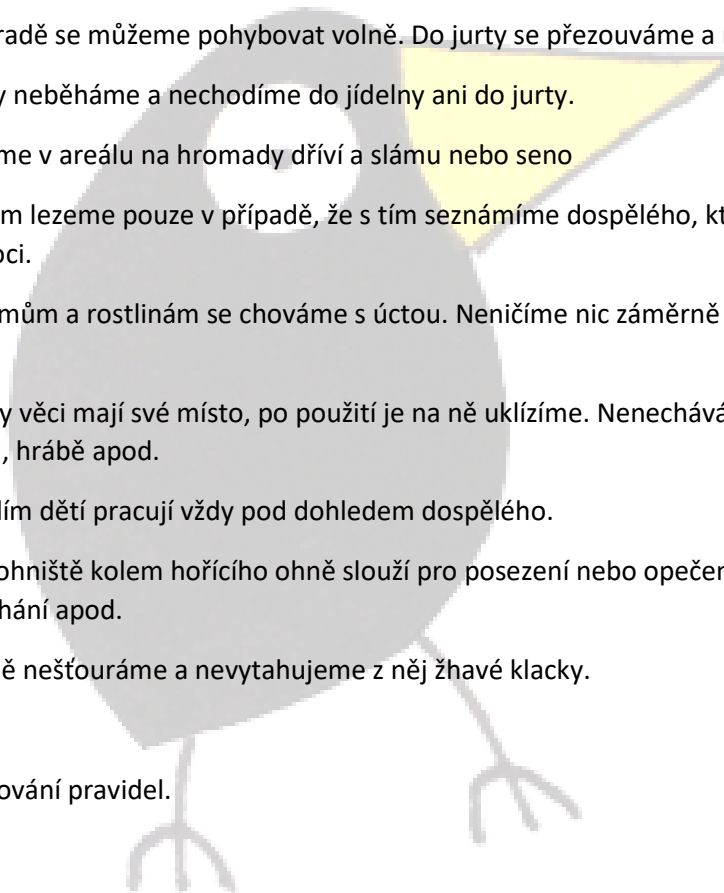 radě se můžeme pohybovat volně. Do jurty se přezouváme a
y neběháme a nechodíme do jídelny ani do jurty.
me v areálu na hromady dříví a slámu nebo seno
m lezeme pouze v případě, že s tím seznámíme dospělého, kt
oci.
mům a rostlinám se chováme s úctou. Neničíme nic záměrně
y věci mají své místo, po použití je na ně uklízíme. Nenechává
, hrábě apod.
lím dětí pracují vždy pod dohledem dospělého.
ohniště kolem hořícího ohně slouží pro posezení nebo opečen
hání apod.
ě nešťouráme a nevytahujeme z něj žhavé klacky.
ování pravidel.